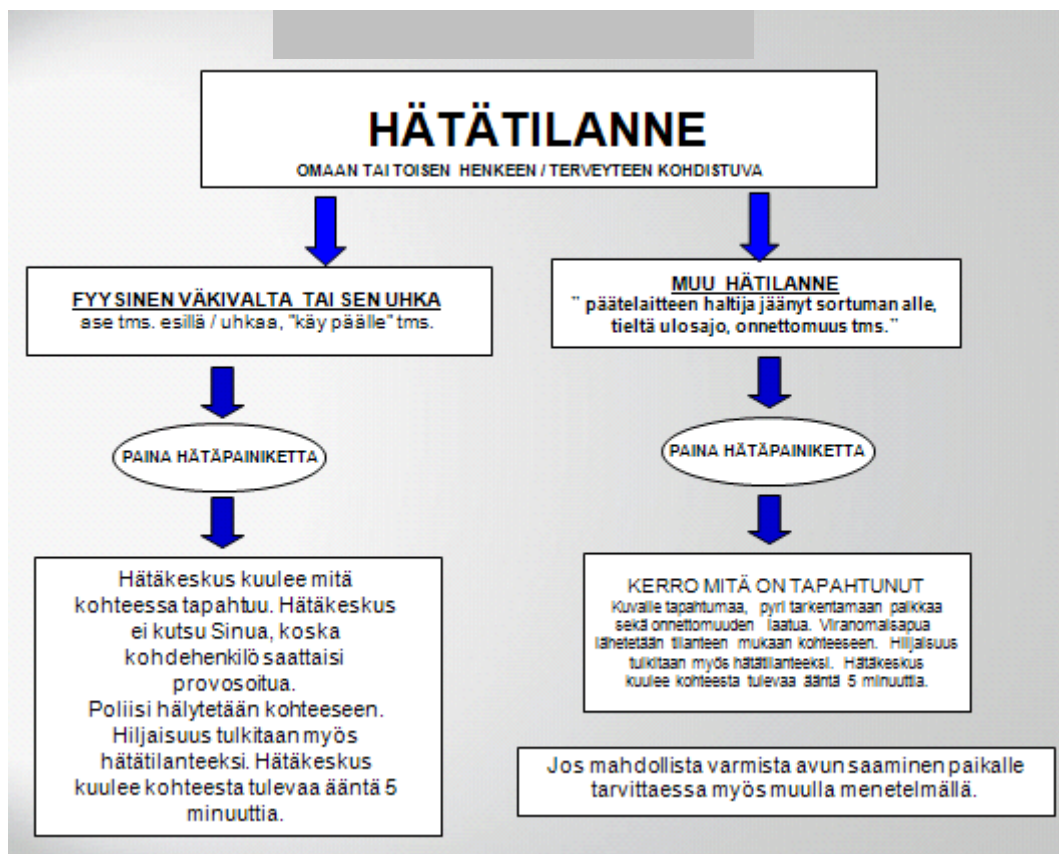 HÄTÄTILANNE
OMAAN TAI TOISEN HENKEEN / TERVEYTEEN KOHDISTUVA
FYYSINEN VÄKIVALTA TAI SEN UHKA
ase tms. esillä / uhkaa, "käy päälle" tms.
PAINA HÄTÄPAINIKETTA
Hätäkeskus kuulee mitä
kohteessa tapahtuu. Hätäkeskus
ei kutsu Sinua, koska
kohdehenkilö saattaisi
provosoitua.
Poliisi hälytetään kohteeseen.
Hiljaisuus tulkitaan myös
hätätilanteeksi. Hätäkeskus
kuulee kohteesta tulevaa ääntä 5
minuuttia.
MUU HÄTILANNE
" päätelaitteen haltija jäänyt sortuman alle,
tieltä ulosajo, onnettomuus tms."
PAINA HÄTÄPAINIKETTA
KERRO MITÄ ON TAPAHTUNUT
Kuvaile tapahtumaa, pyri tarkentamaan paikkaa
sekä onnettomuuden laatua. Viranomaisapua
lähetetään tilanteen mukaan kohteeseen. Hiljaisuus
tulkitaan myös hätätilanteeksi. Hätäkeskus
kuulee kohteesta tulevaa ääntä 5 minuuttia.
Jos mahdollista varmista avun saaminen paikalle
tarvittaessa myös muulla menetelmällä.